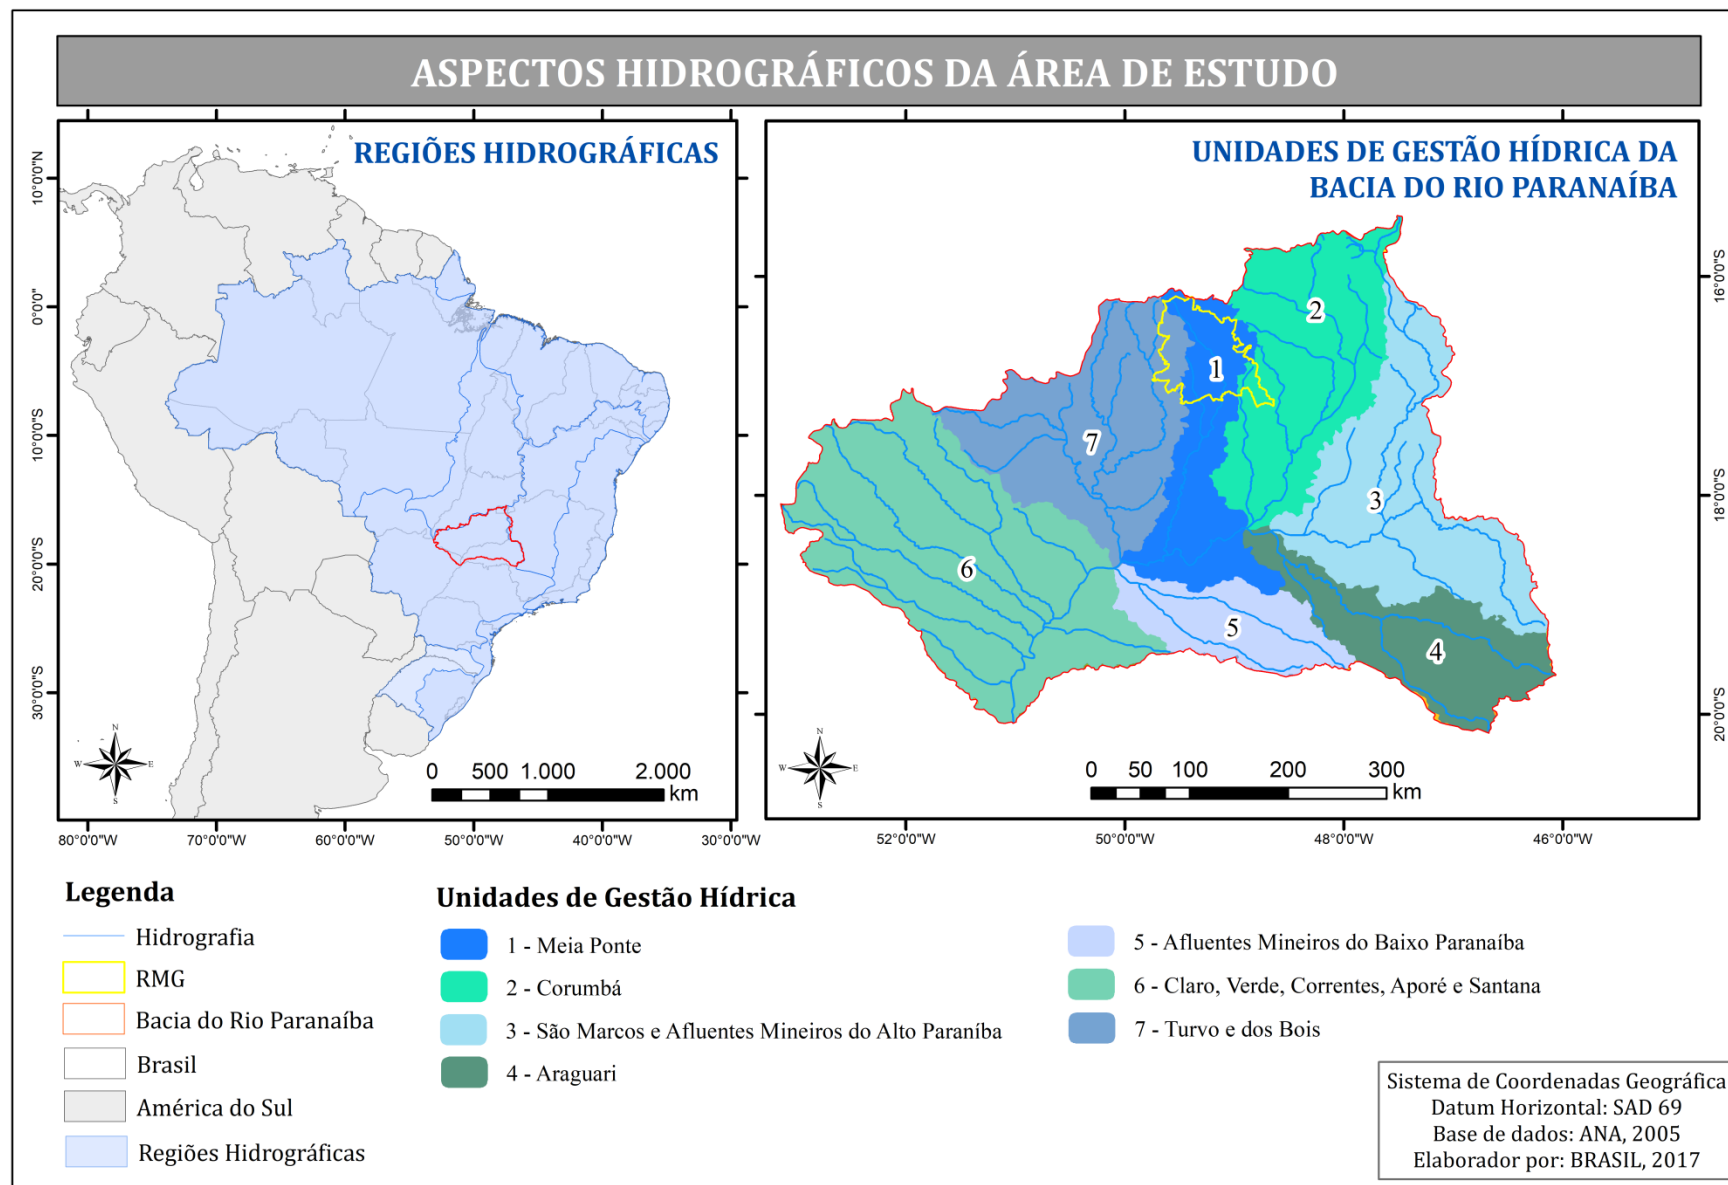 ASPECTOS HIDROGRÁFICOS DA ÁREA DE ESTUDO
REGIÕES HIDROGRÁFICAS
10°0'0"N
0°0'0"
10°0'0"S
20°0'0"S
30°0'0"S
N
W
E
S
0 500 1.000 2.000
km
80°0'0"W 70°0'0"W 60°0'0"W 50°0'0"W 40°0'0"W 30°0'0"W
UNIDADES DE GESTÃO HÍDRICA DA
BACIA DO RIO PARANAÍBA
1
2
3
4
5
6
7
16°0'0"S
18°0'0"S
20°0'0"S
N
W
E
S
0 50 100 200 300
km
52°0'0"W 50°0'0"W 48°0'0"W 46°0'0"W
Legenda
Hidrografia
RMG
Bacia do Rio Paranaíba
Brasil
América do Sul
Regiões Hidrográficas
Unidades de Gestão Hídrica
1 - Meia Ponte
2 - Corumbá
3 - São Marcos e Afluentes Mineiros do Alto Paraníba
4 - Araguari
5 - Afluentes Mineiros do Baixo Paranaíba
6 - Claro, Verde, Correntes, Aporé e Santana
7 - Turvo e dos Bois
Sistema de Coordenadas Geográfica
Datum Horizontal: SAD 69
Base de dados: ANA, 2005
Elaborador por: BRASIL, 2017